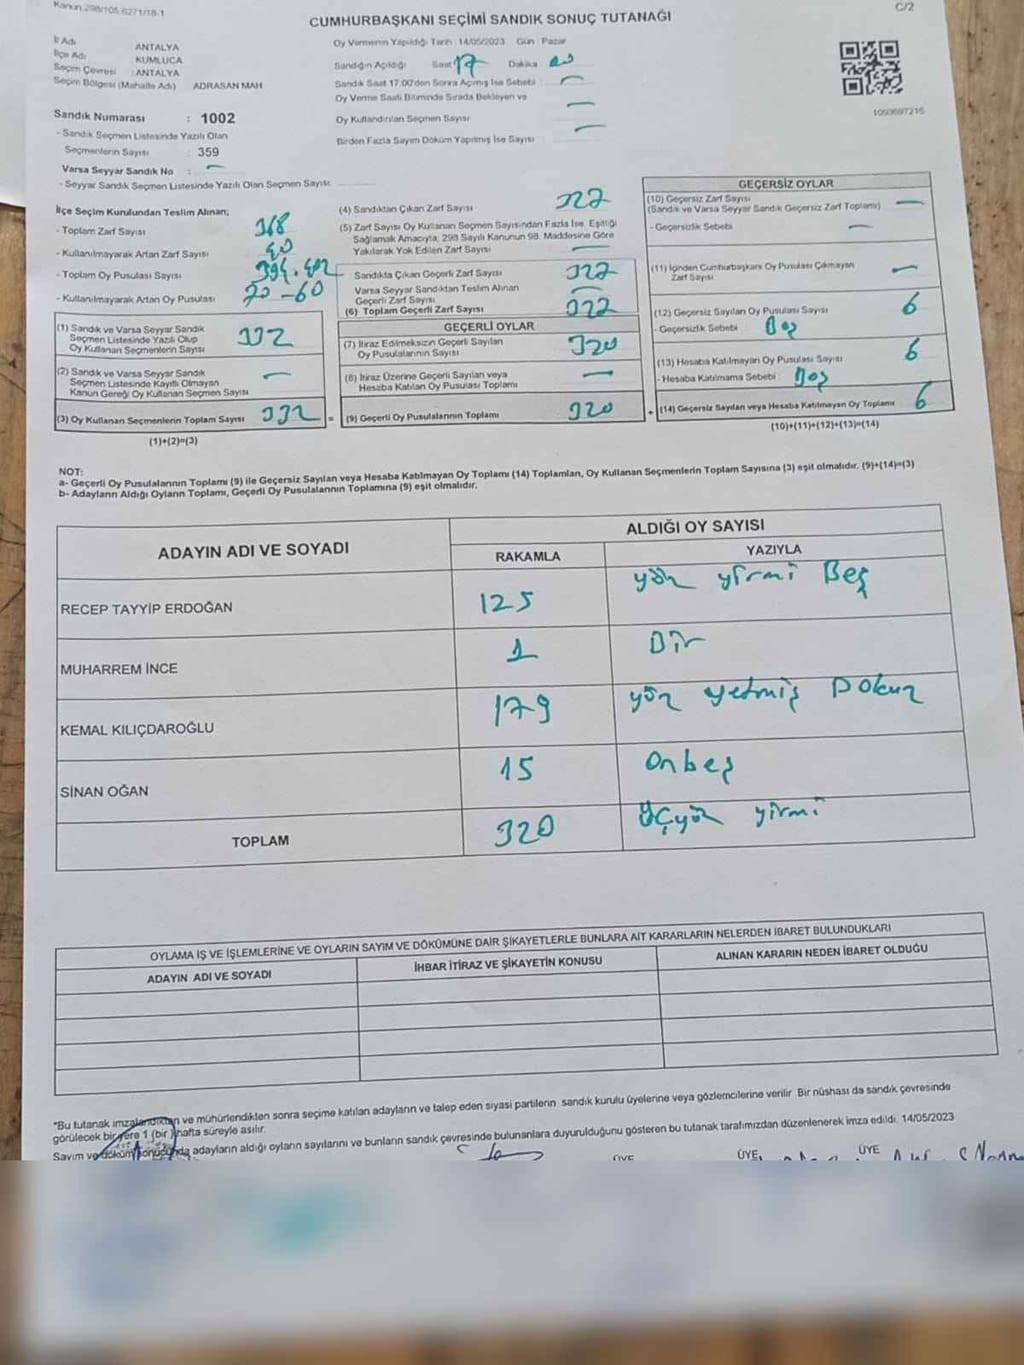 Kanun:298/105.6271/18-1
C/2
CUMHURBAŞKANI SEÇİMİ SANDIK SONUÇ TUTANAĞI
İl Adı : ANTALYA
İlçe Adı : KUMLUCA
Seçim Çevresi : ANTALYA
Seçim Bölgesi (Mahalle Adı) : ADRASAN MAH
Oy Vermenin Yapıldığı Tarih : 14/05/2023 Gün : Pazar
Sandığın Açıldığı Saat 17 Dakika
Sandık Saat 17:00'den Sonra Açılmış İse Sebebi : —
Oy Verme Saati Bitiminde Sırada Bekleyen ve
Oy Kullandırılan Seçmen Sayısı —
Birden Fazla Sayım Döküm Yapılmış İse Sayısı —
1093697216
Sandık Numarası : 1002
- Sandık Seçmen Listesinde Yazılı Olan
Seçmenlerin Sayısı : 359
Varsa Seyyar Sandık No : —
- Seyyar Sandık Seçmen Listesinde Yazılı Olan Seçmen Sayısı:
İlçe Seçim Kurulundan Teslim Alınan;
- Toplam Zarf Sayısı
- Kullanılmayarak Artan Zarf Sayısı
- Toplam Oy Pusulası Sayısı
- Kullanılmayarak Artan Oy Pusulası 70 - 60
(1) Sandık ve Varsa Seyyar Sandık
Seçmen Listesinde Yazılı Olup
Oy Kullanan Seçmenlerin Sayısı
(2) Sandık ve Varsa Seyyar Sandık
Seçmen Listesinde Kayıtlı Olmayan
Kanun Gereği Oy Kullanan Seçmen Sayısı —
(3) Oy Kullanan Seçmenlerin Toplam Sayısı
(1)+(2)=(3)
(4) Sandıktan Çıkan Zarf Sayısı
(5) Zarf Sayısı Oy Kullanan Seçmen Sayısından Fazla İse, Eşitliği
Sağlamak Amacıyla, 298 Sayılı Kanunun 98. Maddesine Göre
Yakılarak Yok Edilen Zarf Sayısı —
Sandıkta Çıkan Geçerli Zarf Sayısı
Varsa Seyyar Sandıktan Teslim Alınan
Geçerli Zarf Sayısı —
(6) Toplam Geçerli Zarf Sayısı
GEÇERLİ OYLAR
(7) İtiraz Edilmeksizin Geçerli Sayılan
Oy Pusulalarının Sayısı 320
(8) İtiraz Üzerine Geçerli Sayılan veya
Hesaba Katılan Oy Pusulası Toplamı —
= (9) Geçerli Oy Pusulalarının Toplamı 320
GEÇERSİZ OYLAR
(10) Geçersiz Zarf Sayısı
(Sandık ve Varsa Seyyar Sandık Geçersiz Zarf Toplamı) —
- Geçersizlik Sebebi —
(11) İçinden Cumhurbaşkanı Oy Pusulası Çıkmayan
Zarf Sayısı —
(12) Geçersiz Sayılan Oy Pusulası Sayısı 6
- Geçersizlik Sebebi : Boş
(13) Hesaba Katılmayan Oy Pusulası Sayısı 6
- Hesaba Katılmama Sebebi : Boş
+ (14) Geçersiz Sayılan veya Hesaba Katılmayan Oy Toplamı 6
(10)+(11)+(12)+(13)=(14)
NOT:
a- Geçerli Oy Pusulalarının Toplamı (9) ile Geçersiz Sayılan veya Hesaba Katılmayan Oy Toplamı (14) Toplamları, Oy Kullanan Seçmenlerin Toplam Sayısına (3) eşit olmalıdır. (9)+(14)=(3)
b- Adayların Aldığı Oyların Toplamı, Geçerli Oy Pusulalarının Toplamına (9) eşit olmalıdır.
ADAYIN ADI VE SOYADI
ALDIĞI OY SAYISI
RAKAMLA YAZIYLA
RECEP TAYYİP ERDOĞAN 125 yöz yirmi Beş
MUHARREM İNCE 1 Bir
KEMAL KILIÇDAROĞLU 179 yöz yetmiş Dokuz
SİNAN OĞAN 15 Onbeş
TOPLAM 320 üçyöz yirmi
OYLAMA İŞ VE İŞLEMLERİNE VE OYLARIN SAYIM VE DÖKÜMÜNE DAİR ŞİKAYETLERLE BUNLARA AİT KARARLARIN NELERDEN İBARET BULUNDUKLARI
ADAYIN ADI VE SOYADI İHBAR İTİRAZ VE ŞİKAYETİN KONUSU ALINAN KARARIN NEDEN İBARET OLDUĞU
"Bu tutanak imzalandıktan ve mühürlendikten sonra seçime katılan adayların ve talep eden siyasi partilerin sandık kurulu üyelerine veya gözlemcilerine verilir. Bir nüshası da sandık çevresinde
görülecek bir yere 1 (bir) hafta süreyle asılır.
Sayım ve döküm sonucunda adayların aldığı oyların sayılarını ve bunların sandık çevresinde bulunanlara duyurulduğunu gösteren bu tutanak tarafımızdan düzenlenerek imza edildi. 14/05/2023
ÜYE ÜYE ÜYE